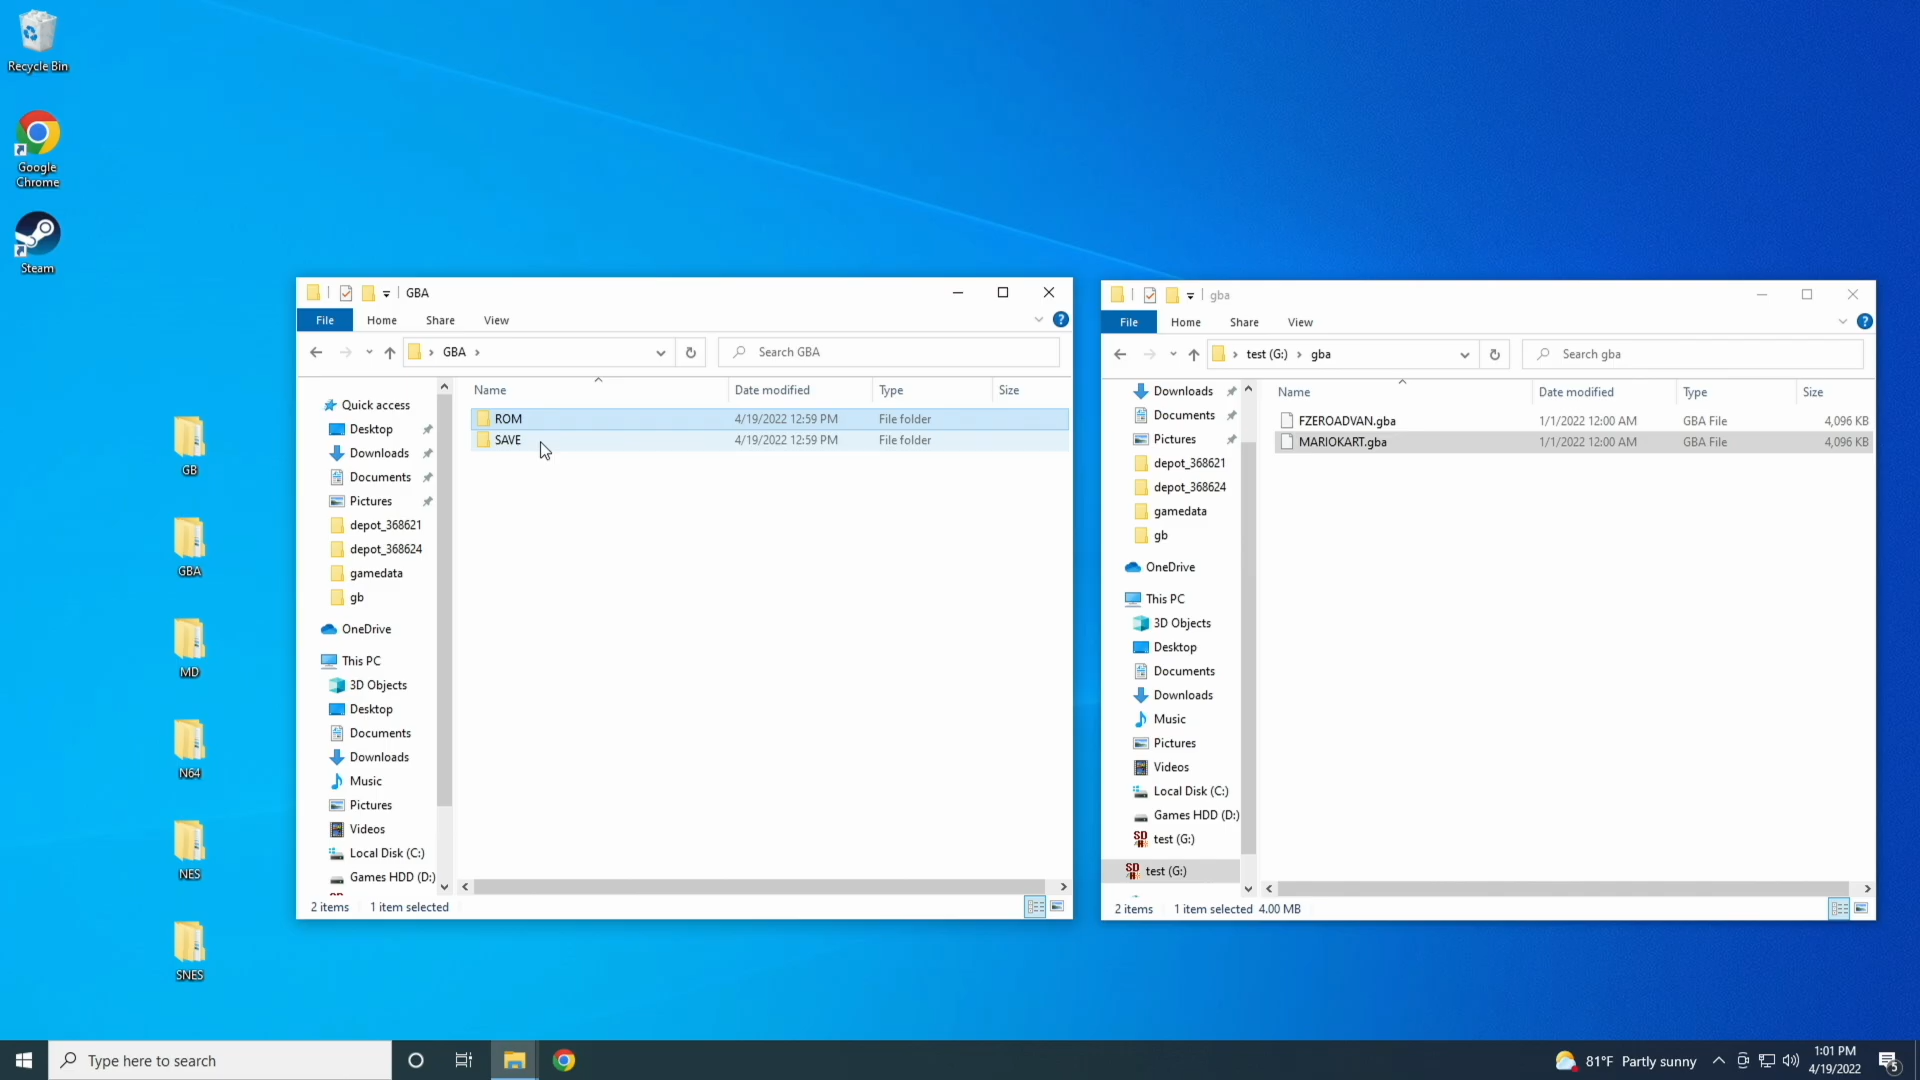 Recycle Bin
Google
Chrome
Steam
GB
GBA
MD
N64
NES
SNES
GBA
File
Home
Share
View
?
GBA
Search GBA
Quick access
Desktop
Downloads
Documents
Pictures
depot_368621
depot_368624
gamedata
gb
OneDrive
This PC
3D Objects
Desktop
Documents
Downloads
Music
Pictures
Videos
Local Disk (C:)
Games HDD (D:)
Name
Date modified
Type
Size
ROM
4/19/2022 12:59 PM
File folder
SAVE
4/19/2022 12:59 PM
File folder
2 items
1 item selected
gba
File
Home
Share
View
?
test (G:)
gba
Search gba
Downloads
Documents
Pictures
depot_368621
depot_368624
gamedata
gb
OneDrive
This PC
3D Objects
Desktop
Documents
Downloads
Music
Pictures
Videos
Local Disk (C:)
Games HDD (D:)
SD
test (G:)
SD
test (G:)
Name
Date modified
Type
Size
FZEROADVAN.gba
1/1/2022 12:00 AM
GBA File
4,096 KB
MARIOKART.gba
1/1/2022 12:00 AM
GBA File
4,096 KB
2 items
1 item selected 4.00 MB
Type here to search
81°F Partly sunny
1:01 PM
4/19/2022
5